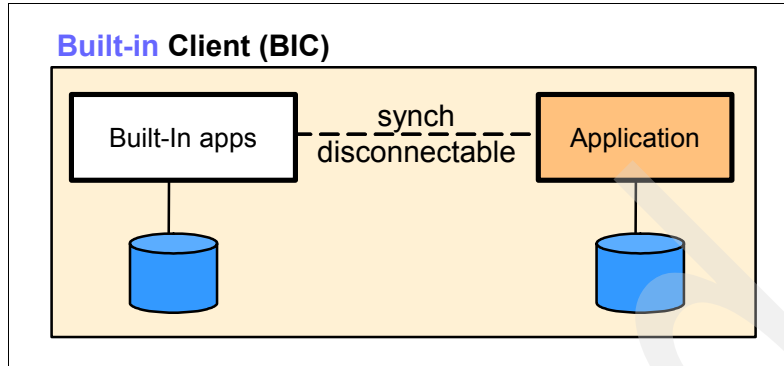 Built-in Client (BIC)
Built-In apps
synch
disconnectable
Application